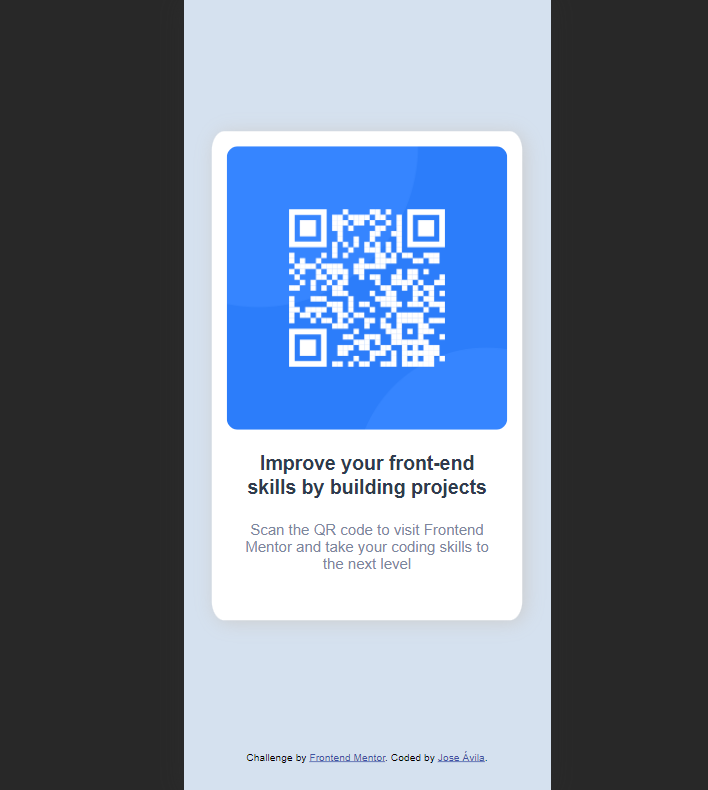 Improve your front-end
skills by building projects
Scan the QR code to visit Frontend
Mentor and take your coding skills to
the next level
Challenge by Frontend Mentor. Coded by Jose Ávila.